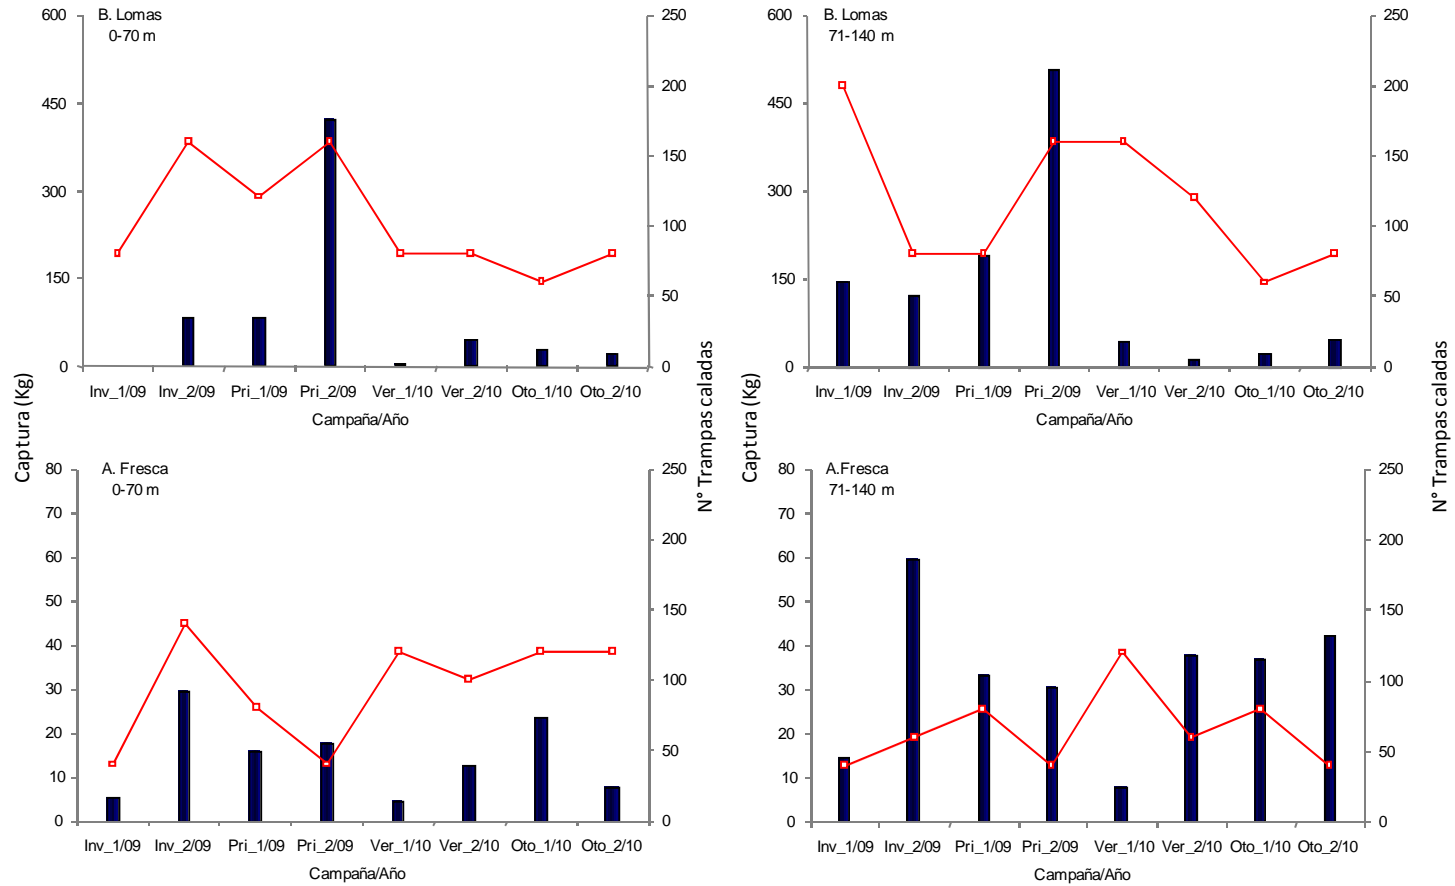 B. Lomas
0-70 m
600
450
300
150
0
250
200
150
100
50
0
Inv_1/09 Inv_2/09 Pri_1/09 Pri_2/09 Ver_1/10 Ver_2/10 Oto_1/10 Oto_2/10
Campaña/Año
Captura (Kg)
N° Trampas caladas
B. Lomas
71-140 m
600
450
300
150
0
250
200
150
100
50
0
Inv_1/09 Inv_2/09 Pri_1/09 Pri_2/09 Ver_1/10 Ver_2/10 Oto_1/10 Oto_2/10
Campaña/Año
Captura (Kg)
N° Trampas caladas
A. Fresca
0-70 m
80
70
60
50
40
30
20
10
0
250
200
150
100
50
0
Inv_1/09 Inv_2/09 Pri_1/09 Pri_2/09 Ver_1/10 Ver_2/10 Oto_1/10 Oto_2/10
Campaña/Año
A.Fresca
71-140 m
80
70
60
50
40
30
20
10
0
250
200
150
100
50
0
Inv_1/09 Inv_2/09 Pri_1/09 Pri_2/09 Ver_1/10 Ver_2/10 Oto_1/10 Oto_2/10
Campaña/Año